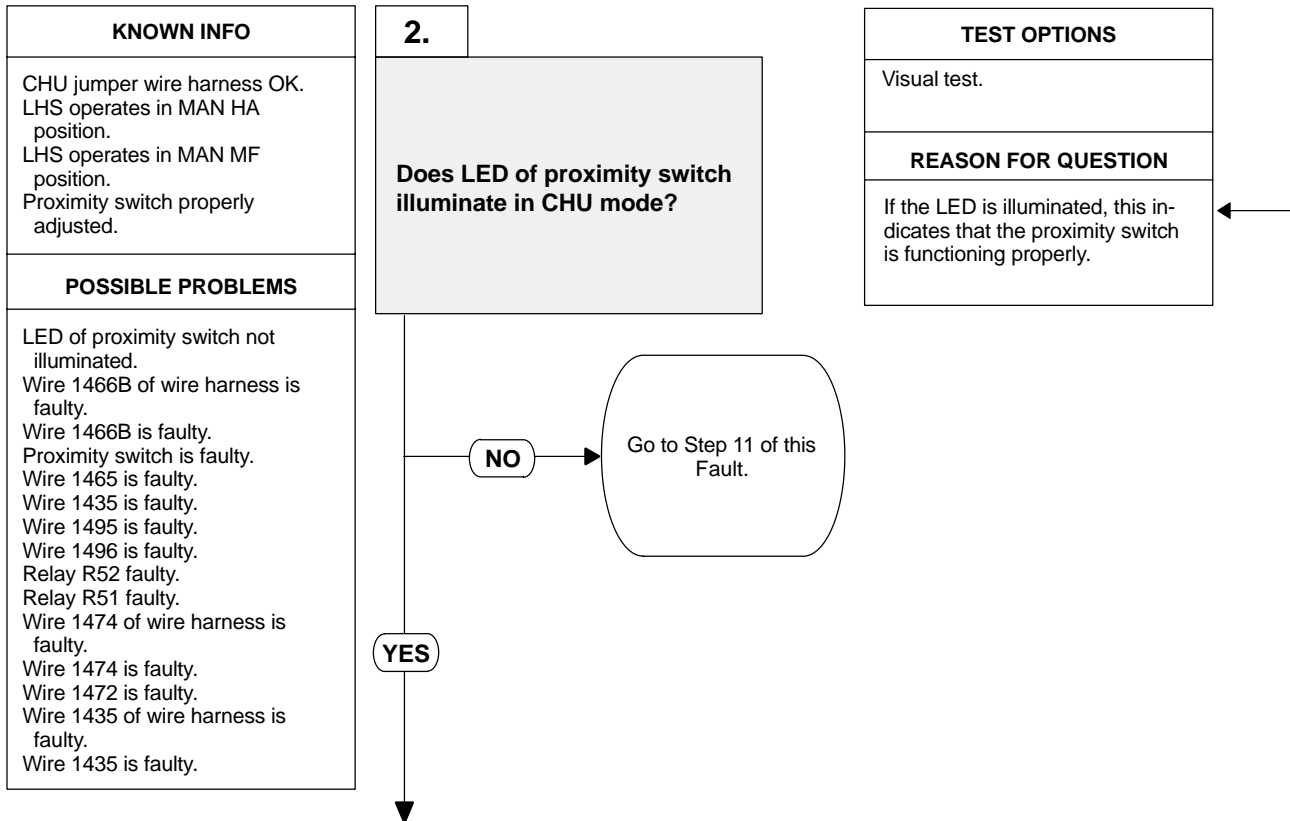 KNOWN INFO
CHU jumper wire harness OK.
LHS operates in MAN HA
position.
LHS operates in MAN MF
position.
Proximity switch properly
adjusted.
POSSIBLE PROBLEMS
LED of proximity switch not
illuminated.
Wire 1466B of wire harness is
faulty.
Wire 1466B is faulty.
Proximity switch is faulty.
Wire 1465 is faulty.
Wire 1435 is faulty.
Wire 1495 is faulty.
Wire 1496 is faulty.
Relay R52 faulty.
Relay R51 faulty.
Wire 1474 of wire harness is
faulty.
Wire 1474 is faulty.
Wire 1472 is faulty.
Wire 1435 of wire harness is
faulty.
Wire 1435 is faulty.
2.
Does LED of proximity switch
illuminate in CHU mode?
NO
Go to Step 11 of this
Fault.
YES
TEST OPTIONS
Visual test.
REASON FOR QUESTION
If the LED is illuminated, this in-
dicates that the proximity switch
is functioning properly.